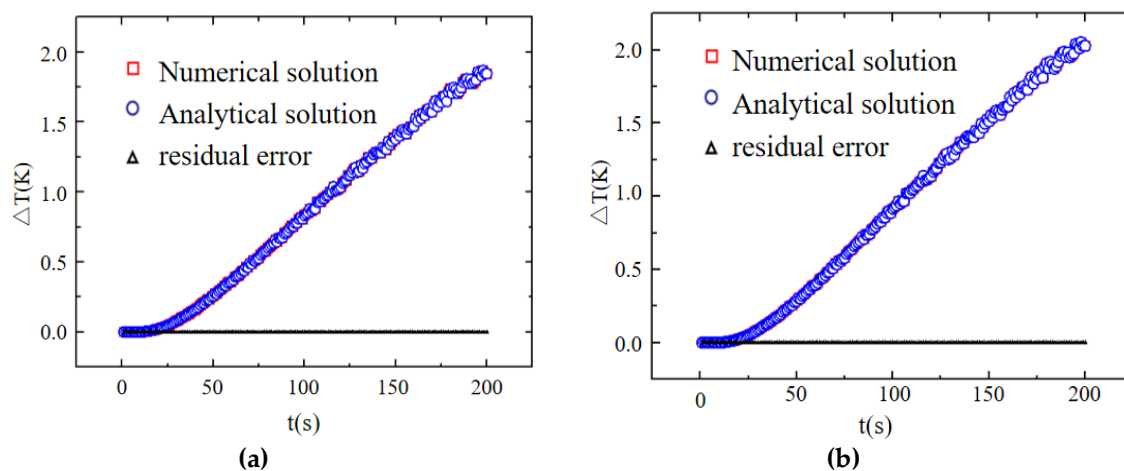 2.0
1.5
1.0
0.5
0.0
△T(K)
Numerical solution
Analytical solution
residual error
0 50 100 150 200
t(s)
(a)
2.0
1.5
1.0
0.5
0.0
△T(K)
Numerical solution
Analytical solution
residual error
0 50 100 150 200
t(s)
(b)